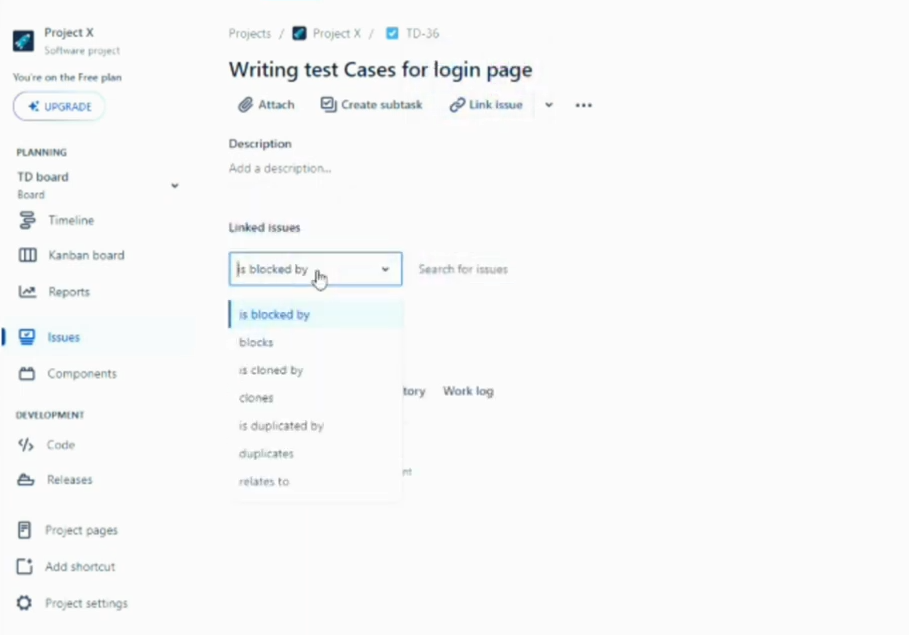 Project X
Software project
You're on the Free plan
UPGRADE
PLANNING
TD board
Board
Timeline
Kanban board
Reports
Issues
Components
DEVELOPMENT
Code
Releases
Project pages
Add shortcut
Project settings
Projects / Project X / TD-36
Writing test Cases for login page
Attach Create subtask Link issue
Description
Add a description...
Linked issues
is blocked by Search for issues
is blocked by
blocks
is cloned by
clones
is duplicated by
duplicates
relates to
tory Work log
nt